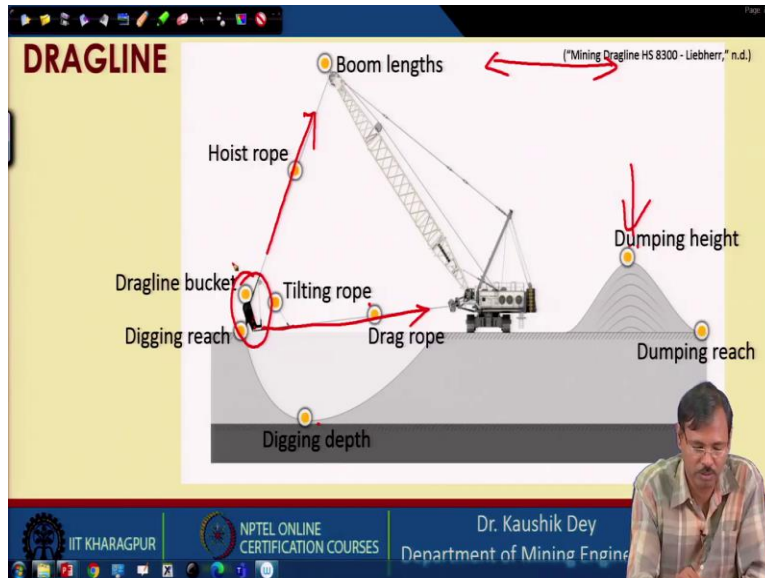 Page
DRAGLINE
Boom lengths
("Mining Dragline HS 8300 - Liebherr," n.d.)
Hoist rope
Dumping height
Dragline bucket
Tilting rope
Digging reach
Drag rope
Dumping reach
Digging depth
IIT KHARAGPUR
NPTEL ONLINE
CERTIFICATION COURSES
Dr. Kaushik Dey
Department of Mining Engine